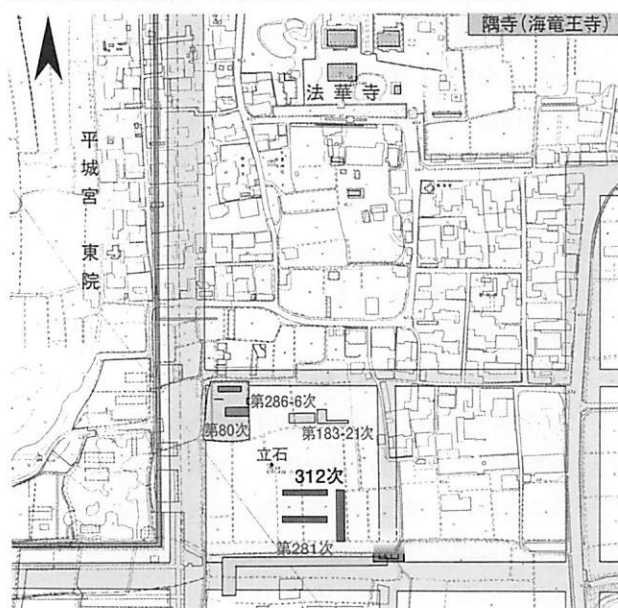 隅寺(海竜王寺)
法華寺
平城宮 東院
第286-6次
第80次
第183-21次
立石
312次
第281次